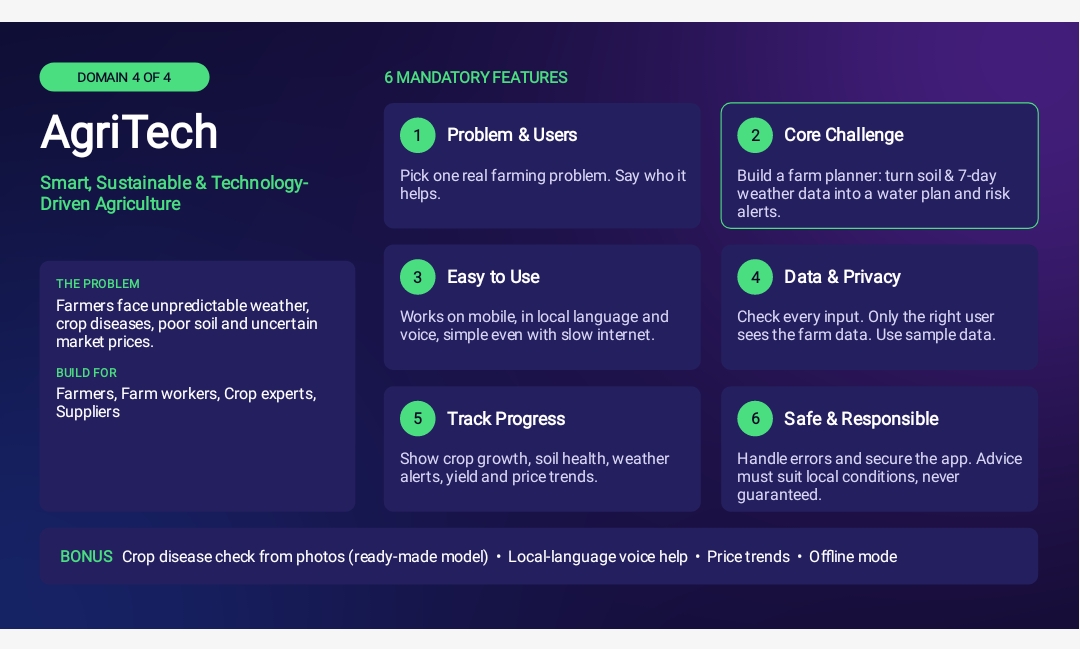 DOMAIN 4 OF 4
AgriTech
Smart, Sustainable & Technology-
Driven Agriculture
THE PROBLEM
Farmers face unpredictable weather,
crop diseases, poor soil and uncertain
market prices.
BUILD FOR
Farmers, Farm workers, Crop experts,
Suppliers
6 MANDATORY FEATURES
1 Problem & Users
Pick one real farming problem. Say who it
helps.
2 Core Challenge
Build a farm planner: turn soil & 7-day
weather data into a water plan and risk
alerts.
3 Easy to Use
Works on mobile, in local language and
voice, simple even with slow internet.
4 Data & Privacy
Check every input. Only the right user
sees the farm data. Use sample data.
5 Track Progress
Show crop growth, soil health, weather
alerts, yield and price trends.
6 Safe & Responsible
Handle errors and secure the app. Advice
must suit local conditions, never
guaranteed.
BONUS Crop disease check from photos (ready-made model) • Local-language voice help • Price trends • Offline mode